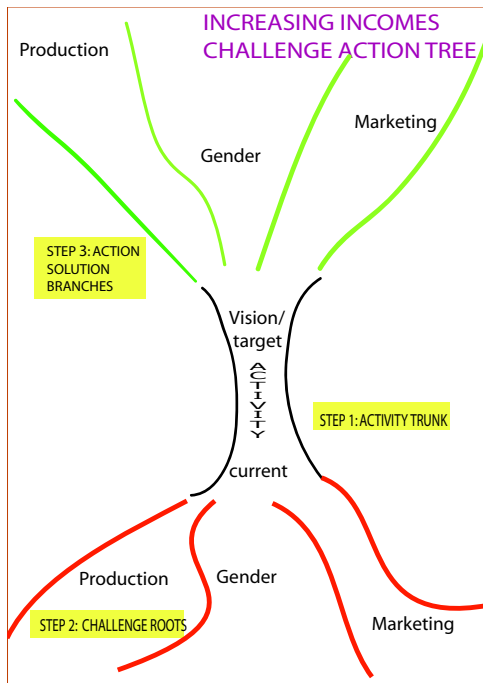 INCREASING INCOMES
CHALLENGE ACTION TREE
Production
Marketing
Gender
STEP 3: ACTION
SOLUTION
BRANCHES
Vision/
target
ACTIVITY
STEP 1: ACTIVITY TRUNK
current
Production
Gender
STEP 2: CHALLENGE ROOTS
Marketing